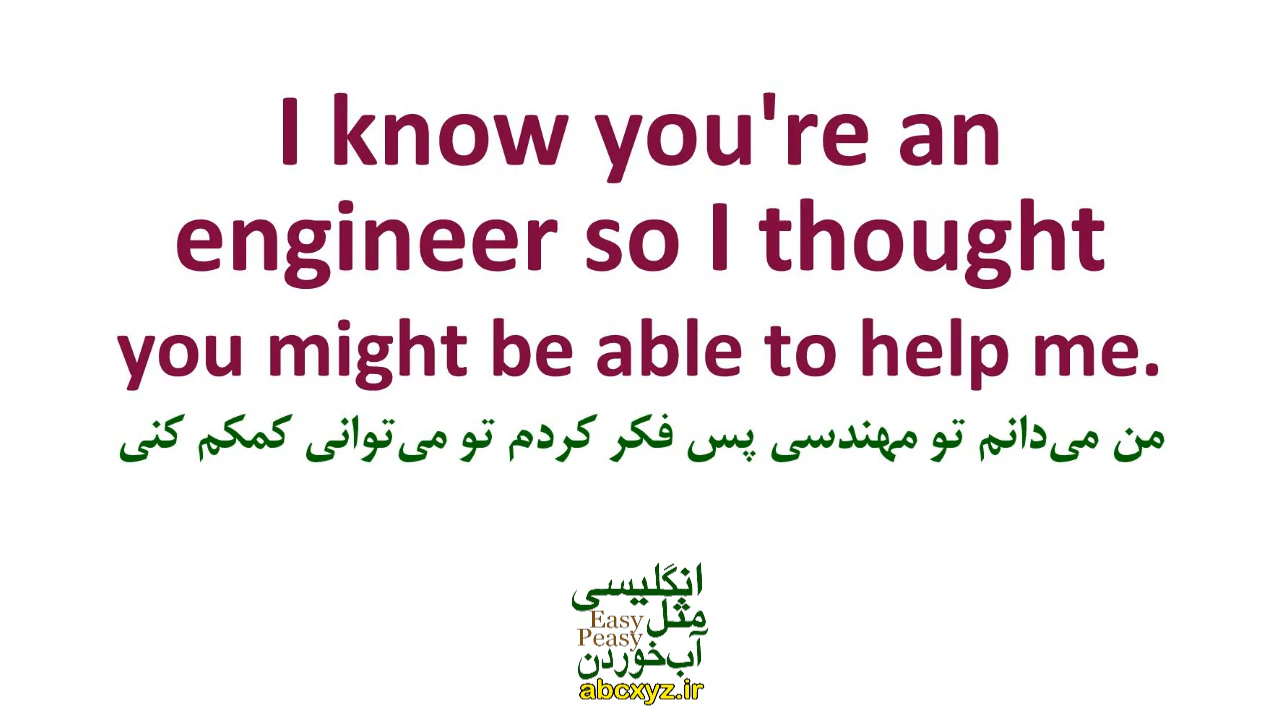 I know you're an
engineer so I thought
you might be able to help me.
من می‌دانم تو مهندسی پس فکر کردم تو می‌توانی کمکم کنی
انگلیسی
مثل
Easy
Peasy
آب‌خوردن
abcxyz.ir